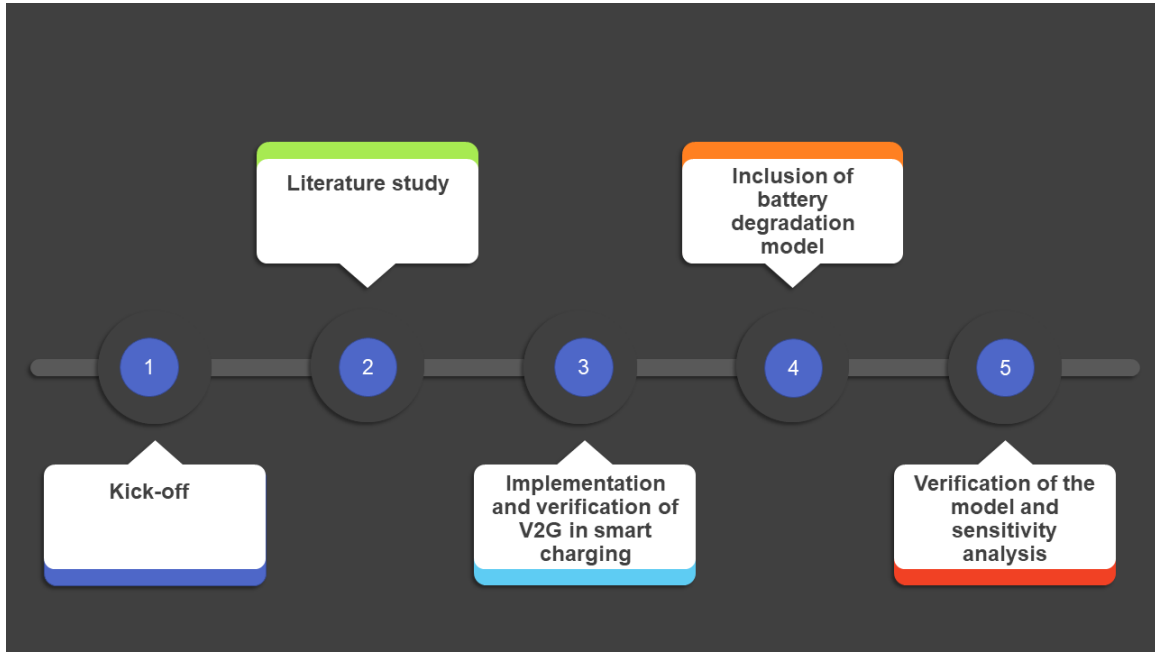 Literature study
Inclusion of
battery
degradation
model
1
2
3
4
5
Kick-off
Implementation
and verification of
V2G in smart
charging
Verification of the
model and
sensitivity
analysis